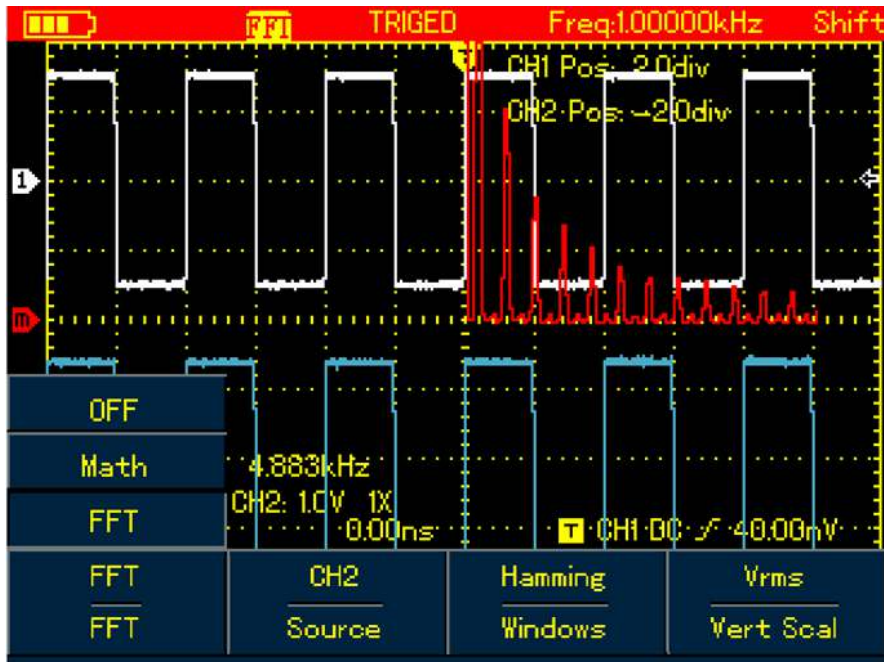 FFT TRIGED Freq:1.00000kHz Shift
T
CH1 Pos: 2.0div
CH2 Pos: -2.0div
1
m
OFF
Math
4.883kHz
CH2: 1.0V 1X
FFT
0.00ns T CH1 DC 40.00mV
FFT CH2 Hamming Vrms
FFT Source Windows Vert Scal